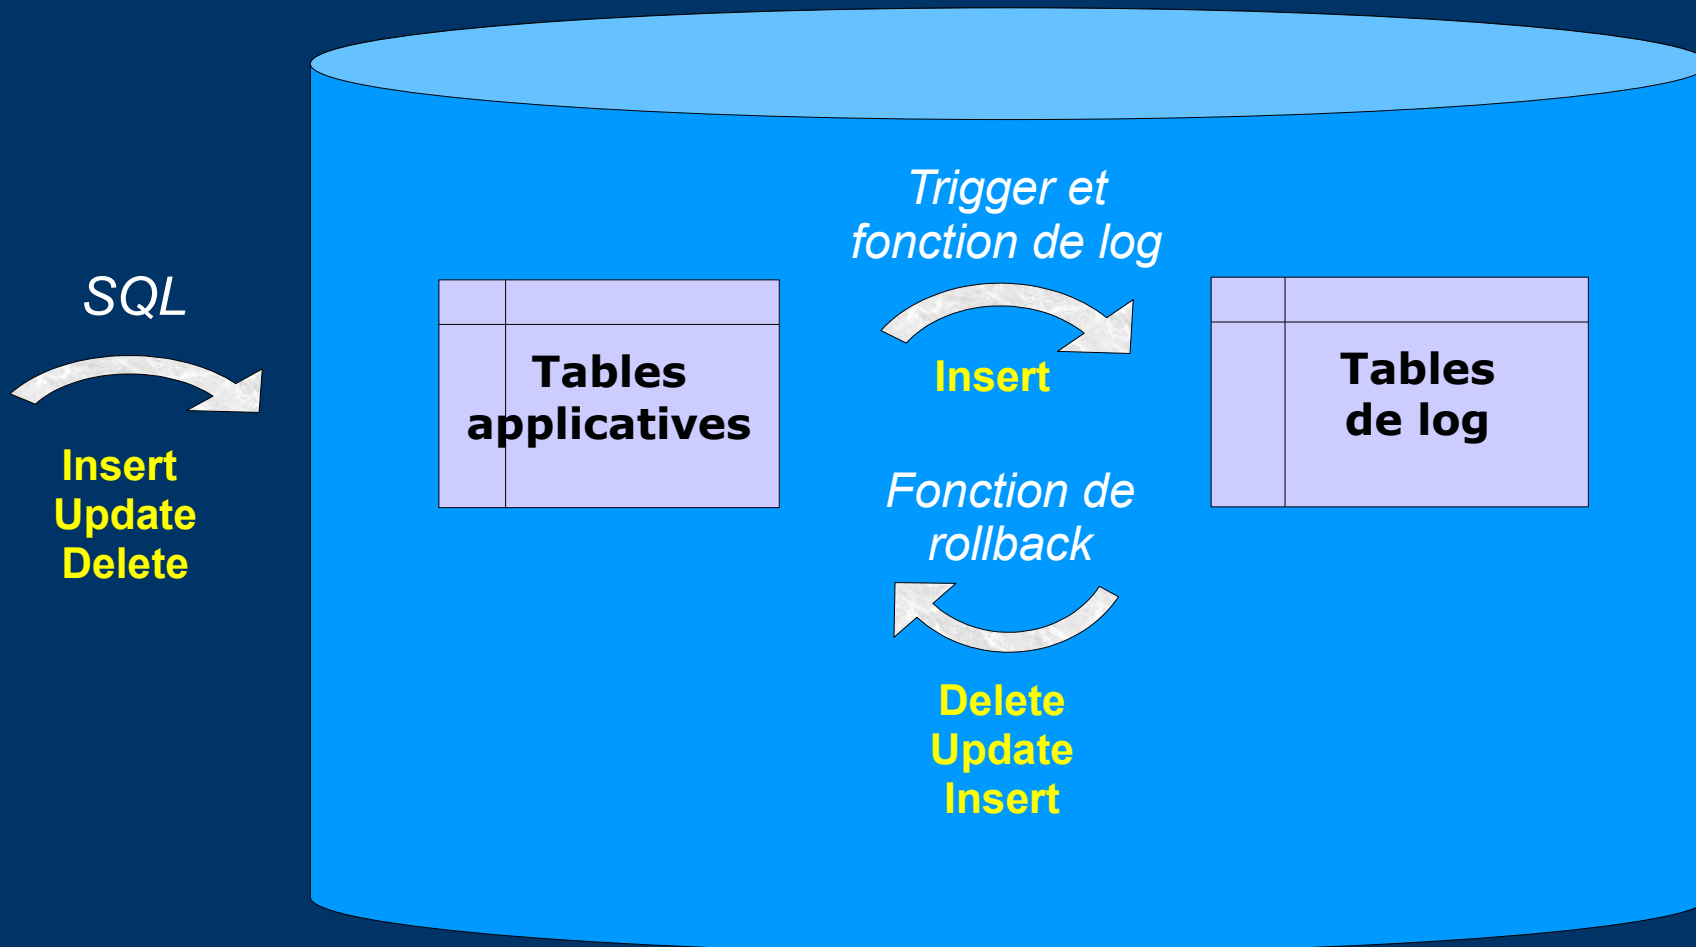 SQL
Insert
Update
Delete
Tables
applicatives
Trigger et
fonction de log
Insert
Fonction de
rollback
Delete
Update
Insert
Tables
de log